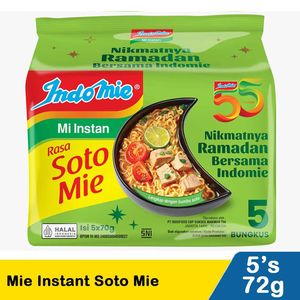 Nikmatnya
Ramadan
Bersama Indomie
Indomie
Mi Instan
55
Rasa
Soto
Mie
Nikmatnya
Ramadan
Bersama Indomie
Isi 5x70g
HALAL
SNI
5
BUNGKUS
Mie Instant Soto Mie
5's
72g